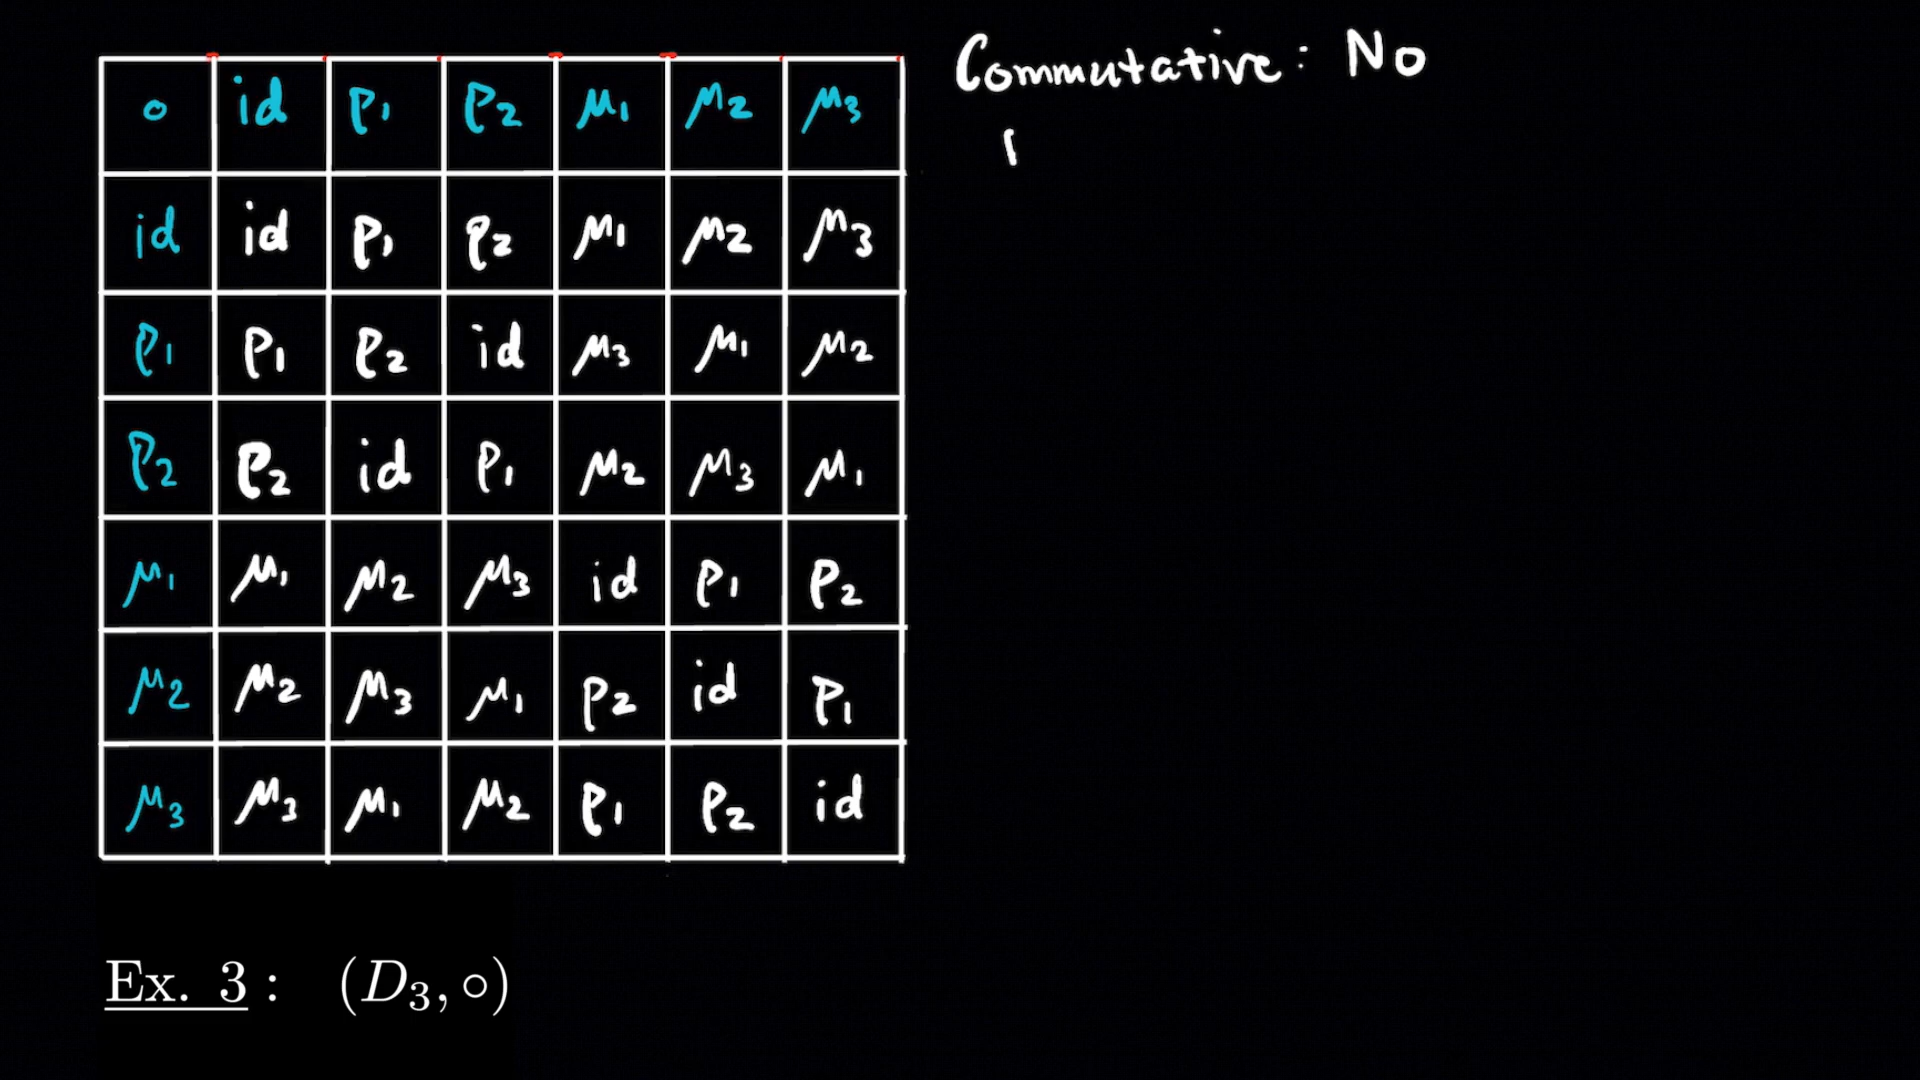 ∘ id ρ₁ ρ₂ μ₁ μ₂ μ₃
id id ρ₁ ρ₂ μ₁ μ₂ μ₃
ρ₁ ρ₁ ρ₂ id μ₃ μ₁ μ₂
ρ₂ ρ₂ id ρ₁ μ₂ μ₃ μ₁
μ₁ μ₁ μ₂ μ₃ id ρ₁ ρ₂
μ₂ μ₂ μ₃ μ₁ ρ₂ id ρ₁
μ₃ μ₃ μ₁ μ₂ ρ₁ ρ₂ id
Commutative: No
Ex. 3: (D₃, ∘)